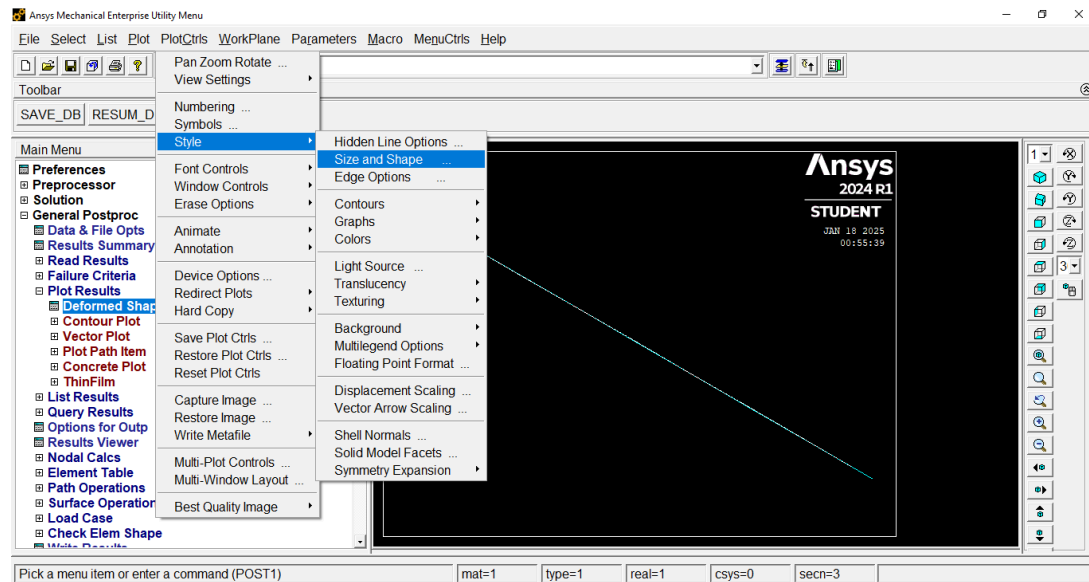 Ansys Mechanical Enterprise Utility Menu
File Select List Plot PlotCtrls WorkPlane Parameters Macro MenuCtrls Help
Toolbar
SAVE_DB RESUM_D
Main Menu
Preferences
Preprocessor
Solution
General Postproc
Data & File Opts
Results Summary
Read Results
Failure Criteria
Plot Results
Deformed Shap
Contour Plot
Vector Plot
Plot Path Item
Concrete Plot
ThinFilm
List Results
Query Results
Options for Outp
Results Viewer
Nodal Calcs
Element Table
Path Operations
Surface Operation
Load Case
Check Elem Shape
Write Results
Pan Zoom Rotate ...
View Settings
Numbering ...
Symbols ...
Style
Font Controls
Window Controls
Erase Options
Animate
Annotation
Device Options ...
Redirect Plots
Hard Copy
Save Plot Ctrls ...
Restore Plot Ctrls ...
Reset Plot Ctrls
Capture Image ...
Restore Image ...
Write Metafile
Multi-Plot Controls ...
Multi-Window Layout ...
Best Quality Image
Hidden Line Options ...
Size and Shape ...
Edge Options ...
Contours
Graphs
Colors
Light Source ...
Translucency
Texturing
Background
Multilegend Options
Floating Point Format ...
Displacement Scaling ...
Vector Arrow Scaling ...
Shell Normals ...
Solid Model Facets ...
Symmetry Expansion
Ansys
2024 R1
STUDENT
JAN 18 2025
00:55:39
1
3
Pick a menu item or enter a command (POST1)
mat=1
type=1
real=1
csys=0
secn=3